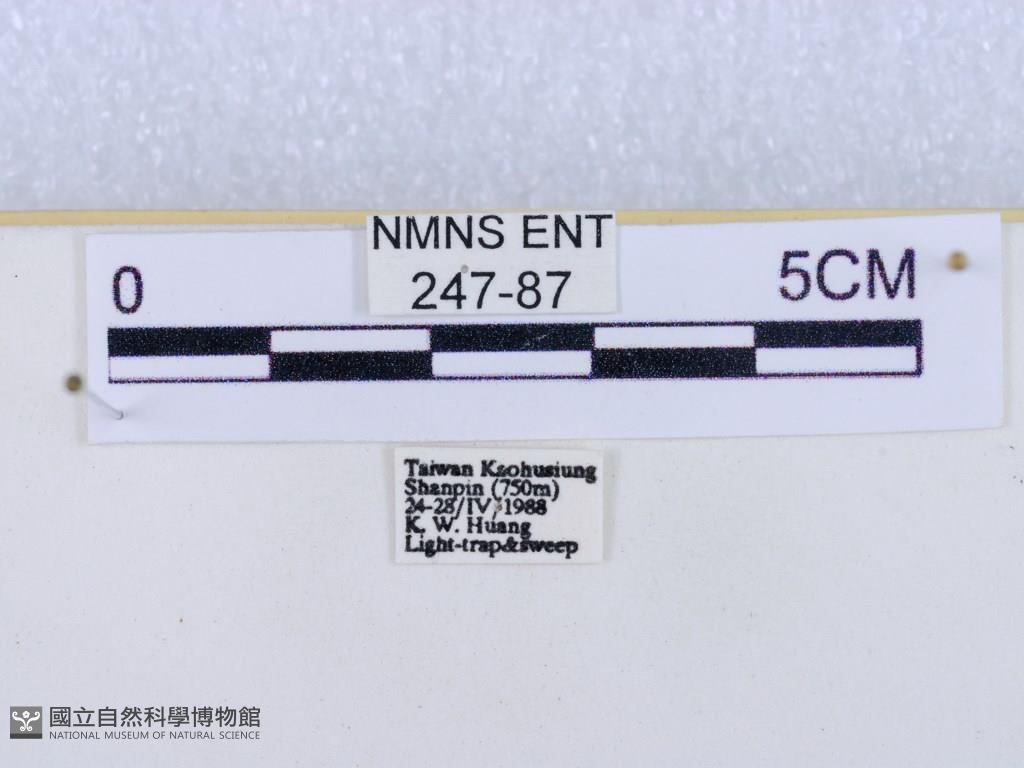 NMNS ENT
247-87
0 5CM
Taiwan Kaohusiung
Shanpin (750m)
24-28/IV/1988
K. W. Huang
Light-trap&sweep
國立自然科學博物館
NATIONAL MUSEUM OF NATURAL SCIENCE